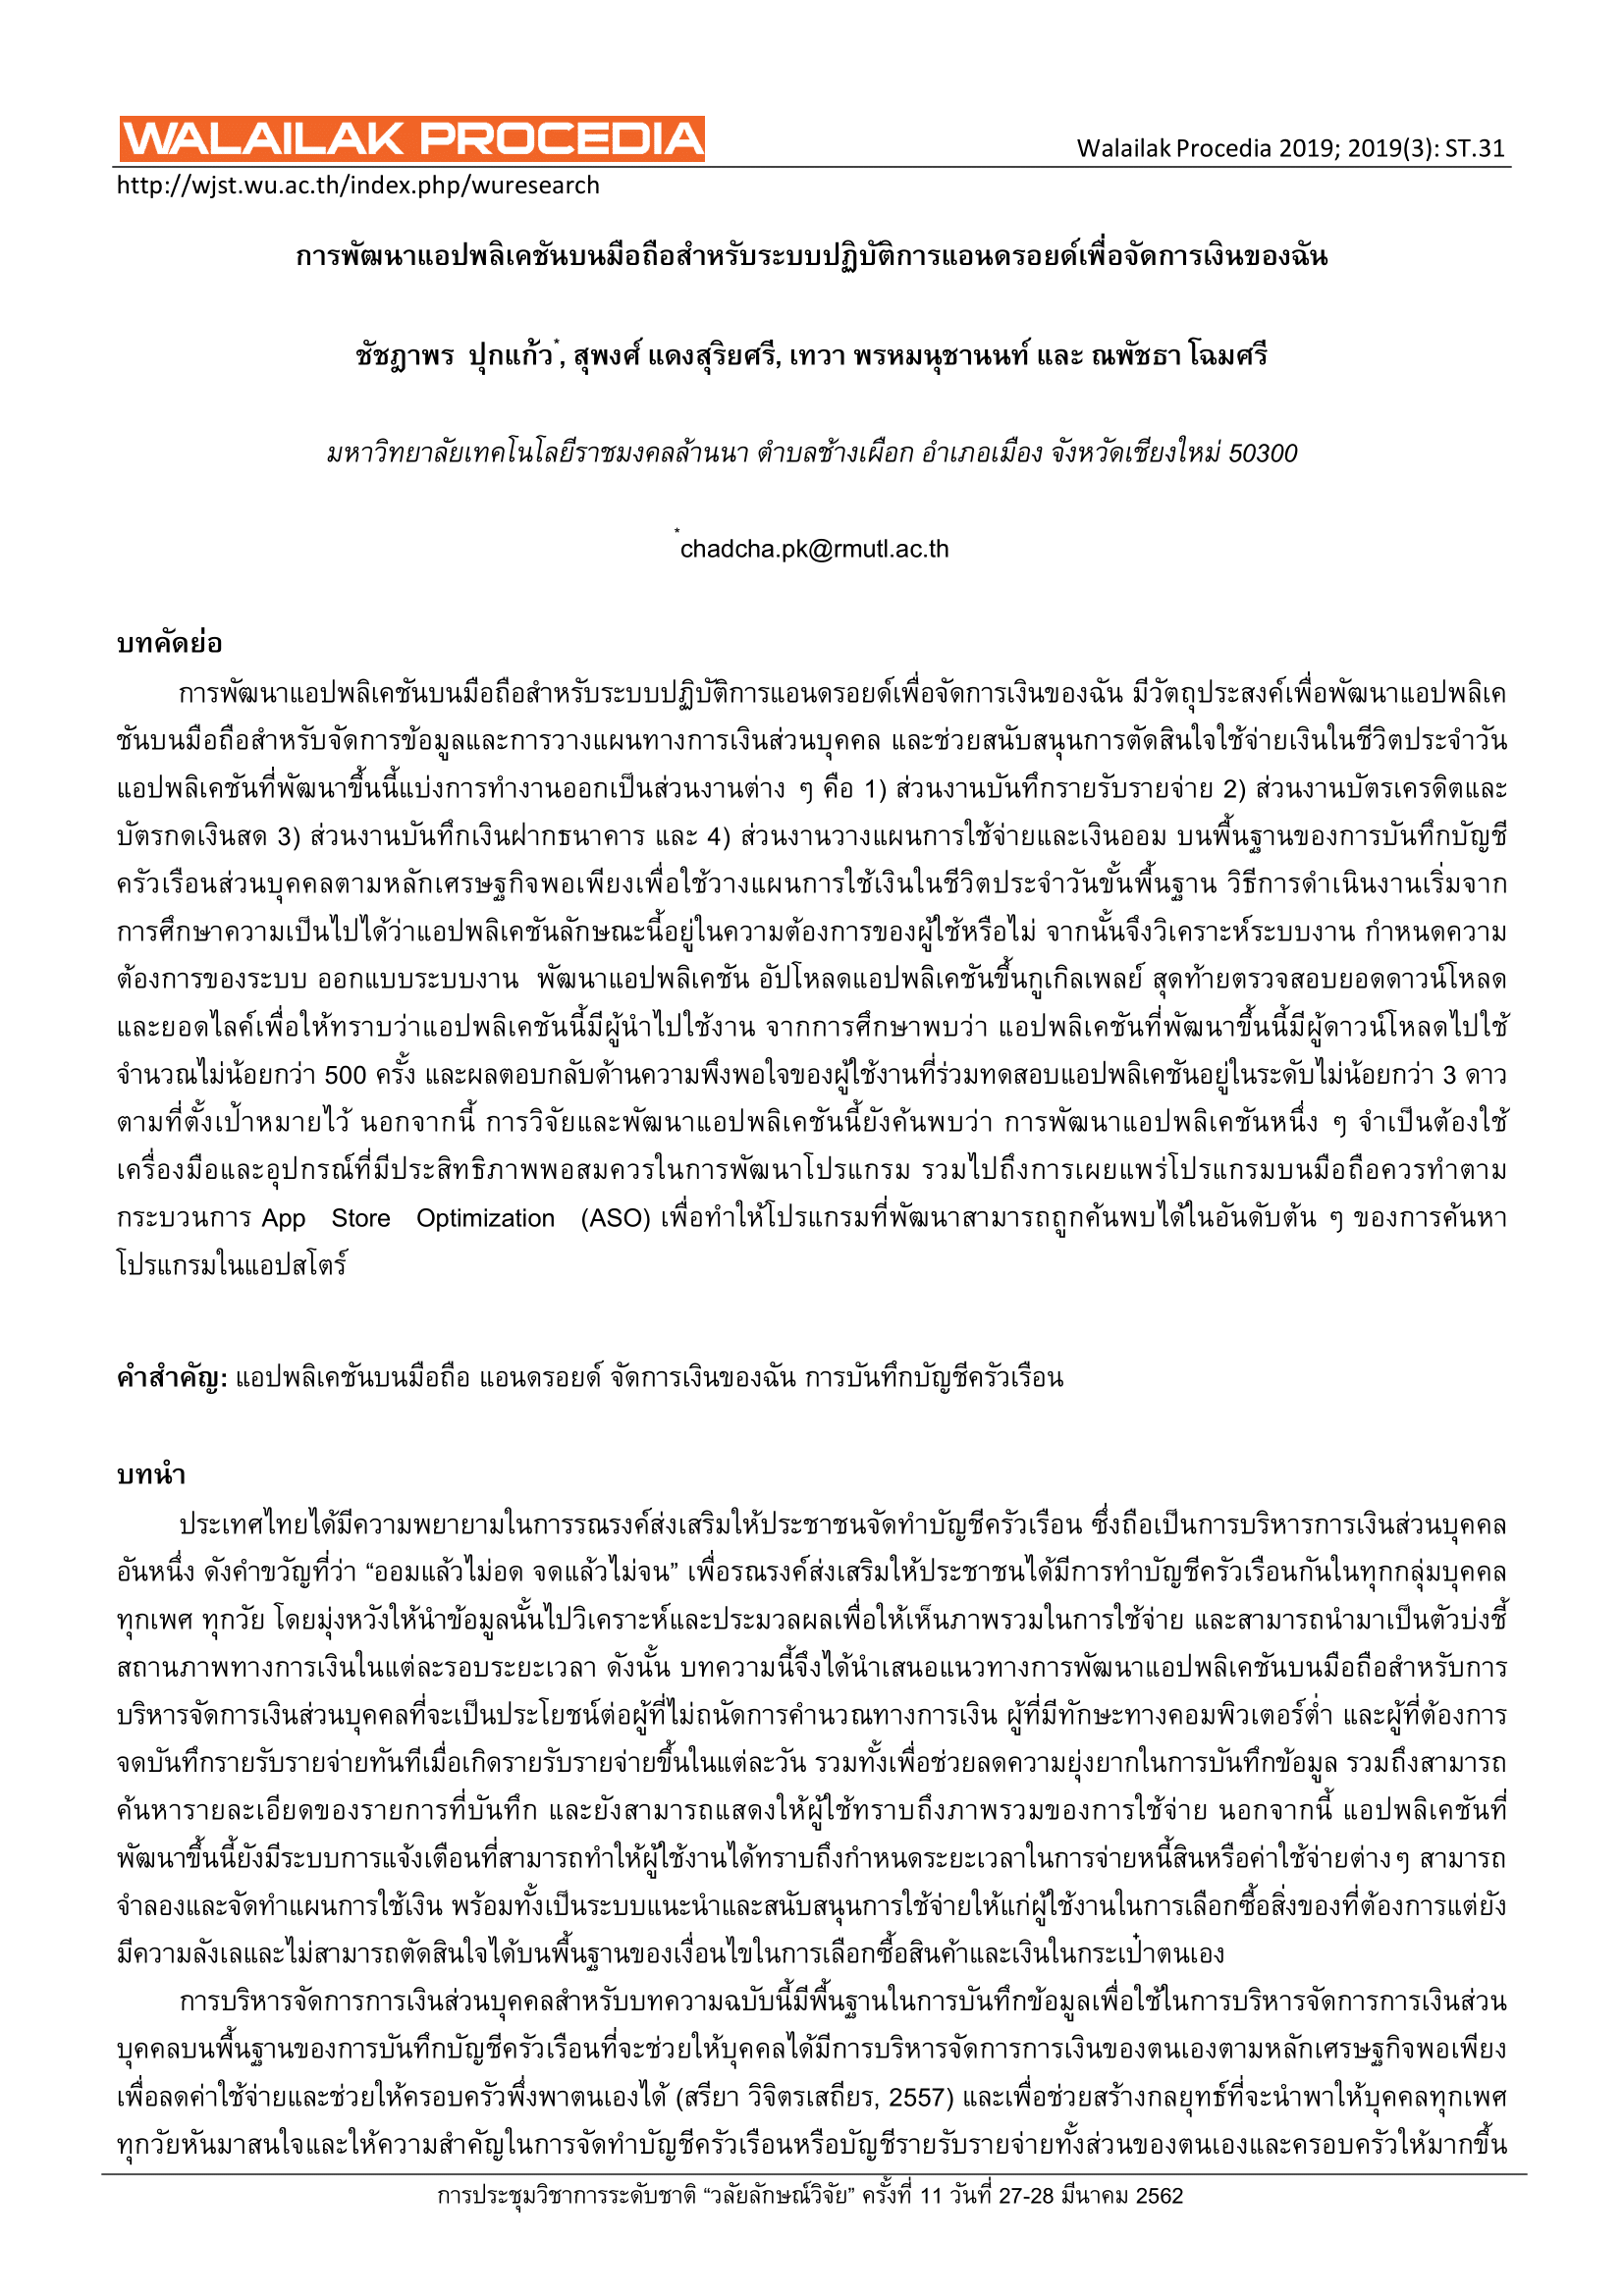 WALAILAK PROCEDIA
Walailak Procedia 2019; 2019(3): ST.31
http://wjst.wu.ac.th/index.php/wuresearch
การพัฒนาแอปพลิเคชันบนมือถือสำหรับระบบปฏิบัติการแอนดรอยด์เพื่อจัดการเงินของฉัน
ชัชฎาพร  ปุกแก้ว*, สุพงศ์ แดงสุริยศรี, เทวา พรหมนุชานนท์ และ ณพัชธา โฉมศรี
มหาวิทยาลัยเทคโนโลยีราชมงคลล้านนา ตำบลช้างเผือก อำเภอเมือง จังหวัดเชียงใหม่ 50300
*chadcha.pk@rmutl.ac.th
บทคัดย่อ
การพัฒนาแอปพลิเคชันบนมือถือสำหรับระบบปฏิบัติการแอนดรอยด์เพื่อจัดการเงินของฉัน มีวัตถุประสงค์เพื่อพัฒนาแอปพลิเค
ชันบนมือถือสำหรับจัดการข้อมูลและการวางแผนทางการเงินส่วนบุคคล และช่วยสนับสนุนการตัดสินใจใช้จ่ายเงินในชีวิตประจำวัน
แอปพลิเคชันที่พัฒนาขึ้นนี้แบ่งการทำงานออกเป็นส่วนงานต่าง ๆ คือ 1) ส่วนงานบันทึกรายรับรายจ่าย 2) ส่วนงานบัตรเครดิตและ
บัตรกดเงินสด 3) ส่วนงานบันทึกเงินฝากธนาคาร และ 4) ส่วนงานวางแผนการใช้จ่ายและเงินออม บนพื้นฐานของการบันทึกบัญชี
ครัวเรือนส่วนบุคคลตามหลักเศรษฐกิจพอเพียงเพื่อใช้วางแผนการใช้เงินในชีวิตประจำวันขั้นพื้นฐาน วิธีการดำเนินงานเริ่มจาก
การศึกษาความเป็นไปได้ว่าแอปพลิเคชันลักษณะนี้อยู่ในความต้องการของผู้ใช้หรือไม่ จากนั้นจึงวิเคราะห์ระบบงาน กำหนดความ
ต้องการของระบบ ออกแบบระบบงาน  พัฒนาแอปพลิเคชัน อัปโหลดแอปพลิเคชันขึ้นกูเกิลเพลย์ สุดท้ายตรวจสอบยอดดาวน์โหลด
และยอดไลค์เพื่อให้ทราบว่าแอปพลิเคชันนี้มีผู้นำไปใช้งาน จากการศึกษาพบว่า แอปพลิเคชันที่พัฒนาขึ้นนี้มีผู้ดาวน์โหลดไปใช้
จำนวณไม่น้อยกว่า 500 ครั้ง และผลตอบกลับด้านความพึงพอใจของผู้ใช้งานที่ร่วมทดสอบแอปพลิเคชันอยู่ในระดับไม่น้อยกว่า 3 ดาว
ตามที่ตั้งเป้าหมายไว้ นอกจากนี้ การวิจัยและพัฒนาแอปพลิเคชันนี้ยังค้นพบว่า การพัฒนาแอปพลิเคชันหนึ่ง ๆ จำเป็นต้องใช้
เครื่องมือและอุปกรณ์ที่มีประสิทธิภาพพอสมควรในการพัฒนาโปรแกรม รวมไปถึงการเผยแพร่โปรแกรมบนมือถือควรทำตาม
กระบวนการ App Store Optimization (ASO) เพื่อทำให้โปรแกรมที่พัฒนาสามารถถูกค้นพบได้ในอันดับต้น ๆ ของการค้นหา
โปรแกรมในแอปสโตร์
คำสำคัญ: แอปพลิเคชันบนมือถือ แอนดรอยด์ จัดการเงินของฉัน การบันทึกบัญชีครัวเรือน
บทนำ
ประเทศไทยได้มีความพยายามในการรณรงค์ส่งเสริมให้ประชาชนจัดทำบัญชีครัวเรือน ซึ่งถือเป็นการบริหารการเงินส่วนบุคคล
อันหนึ่ง ดังคำขวัญที่ว่า “ออมแล้วไม่อด จดแล้วไม่จน” เพื่อรณรงค์ส่งเสริมให้ประชาชนได้มีการทำบัญชีครัวเรือนกันในทุกกลุ่มบุคคล
ทุกเพศ ทุกวัย โดยมุ่งหวังให้นำข้อมูลนั้นไปวิเคราะห์และประมวลผลเพื่อให้เห็นภาพรวมในการใช้จ่าย และสามารถนำมาเป็นตัวบ่งชี้
สถานภาพทางการเงินในแต่ละรอบระยะเวลา ดังนั้น บทความนี้จึงได้นำเสนอแนวทางการพัฒนาแอปพลิเคชันบนมือถือสำหรับการ
บริหารจัดการเงินส่วนบุคคลที่จะเป็นประโยชน์ต่อผู้ที่ไม่ถนัดการคำนวณทางการเงิน ผู้ที่มีทักษะทางคอมพิวเตอร์ต่ำ และผู้ที่ต้องการ
จดบันทึกรายรับรายจ่ายทันทีเมื่อเกิดรายรับรายจ่ายขึ้นในแต่ละวัน รวมทั้งเพื่อช่วยลดความยุ่งยากในการบันทึกข้อมูล รวมถึงสามารถ
ค้นหารายละเอียดของรายการที่บันทึก และยังสามารถแสดงให้ผู้ใช้ทราบถึงภาพรวมของการใช้จ่าย นอกจากนี้ แอปพลิเคชันที่
พัฒนาขึ้นนี้ยังมีระบบการแจ้งเตือนที่สามารถทำให้ผู้ใช้งานได้ทราบถึงกำหนดระยะเวลาในการจ่ายหนี้สินหรือค่าใช้จ่ายต่างๆ สามารถ
จำลองและจัดทำแผนการใช้เงิน พร้อมทั้งเป็นระบบแนะนำและสนับสนุนการใช้จ่ายให้แก่ผู้ใช้งานในการเลือกซื้อสิ่งของที่ต้องการแต่ยัง
มีความลังเลและไม่สามารถตัดสินใจได้บนพื้นฐานของเงื่อนไขในการเลือกซื้อสินค้าและเงินในกระเป๋าตนเอง
การบริหารจัดการการเงินส่วนบุคคลสำหรับบทความฉบับนี้มีพื้นฐานในการบันทึกข้อมูลเพื่อใช้ในการบริหารจัดการการเงินส่วน
บุคคลบนพื้นฐานของการบันทึกบัญชีครัวเรือนที่จะช่วยให้บุคคลได้มีการบริหารจัดการการเงินของตนเองตามหลักเศรษฐกิจพอเพียง
เพื่อลดค่าใช้จ่ายและช่วยให้ครอบครัวพึ่งพาตนเองได้ (สรียา วิจิตรเสถียร, 2557) และเพื่อช่วยสร้างกลยุทธ์ที่จะนำพาให้บุคคลทุกเพศ
ทุกวัยหันมาสนใจและให้ความสำคัญในการจัดทำบัญชีครัวเรือนหรือบัญชีรายรับรายจ่ายทั้งส่วนของตนเองและครอบครัวให้มากขึ้น
การประชุมวิชาการระดับชาติ “วลัยลักษณ์วิจัย” ครั้งที่ 11 วันที่ 27-28 มีนาคม 2562